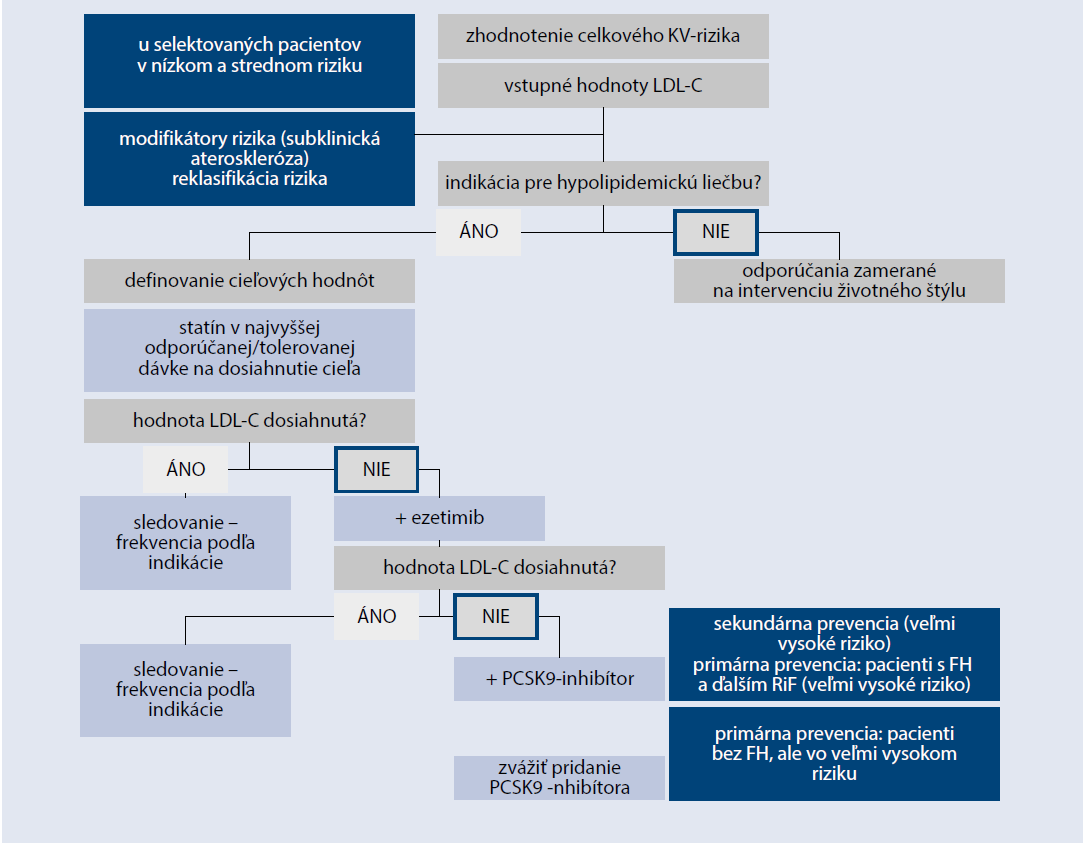 u selektovaných pacientov
v nízkom a strednom riziku
zhodnotenie celkového KV-rizika
vstupné hodnoty LDL-C
modifikátory rizika (subklinická
ateroskleróza)
reklasifikácia rizika
indikácia pre hypolipidemickú liečbu?
ÁNO
NIE
definovanie cieľových hodnôt
odporúčania zamerané
na intervenciu životného štýlu
statín v najvyššej
odporúčanej/tolerovanej
dávke na dosiahnutie cieľa
hodnota LDL-C dosiahnutá?
ÁNO
NIE
sledovanie –
frekvencia podľa
indikácie
+ ezetimib
hodnota LDL-C dosiahnutá?
ÁNO
NIE
sledovanie –
frekvencia podľa
indikácie
+ PCSK9-inhibítor
sekundárna prevencia (veľmi
vysoké riziko)
primárna prevencia: pacienti s FH
a ďalším RiF (veľmi vysoké riziko)
zvážiť pridanie
PCSK9 -nhibítora
primárna prevencia: pacienti
bez FH, ale vo veľmi vysokom
riziku